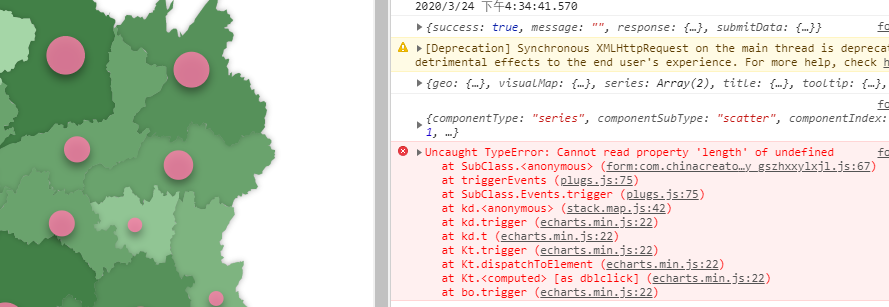 2020/3/24 下午4:34:41.570
{success: true, message: "", response: {…}, submitData: {…}}
[Deprecation] Synchronous XMLHttpRequest on the main thread is depreca
detrimental effects to the end user's experience. For more help, check h
{geo: {…}, visualMap: {…}, series: Array(2), title: {…}, tooltip: {…},
fo
{componentType: "series", componentSubType: "scatter", componentIndex:
1, …}
Uncaught TypeError: Cannot read property 'length' of undefined fo
at SubClass.<anonymous> (form:com.chinacreato…y_gszhxxylxjl.js:67)
at triggerEvents (plugs.js:75)
at SubClass.Events.trigger (plugs.js:75)
at kd.<anonymous> (stack.map.js:42)
at kd.trigger (echarts.min.js:22)
at kd.t (echarts.min.js:22)
at Kt.trigger (echarts.min.js:22)
at Kt.dispatchToElement (echarts.min.js:22)
at Kt.<computed> [as dblclick] (echarts.min.js:22)
at bo.trigger (echarts.min.js:22)